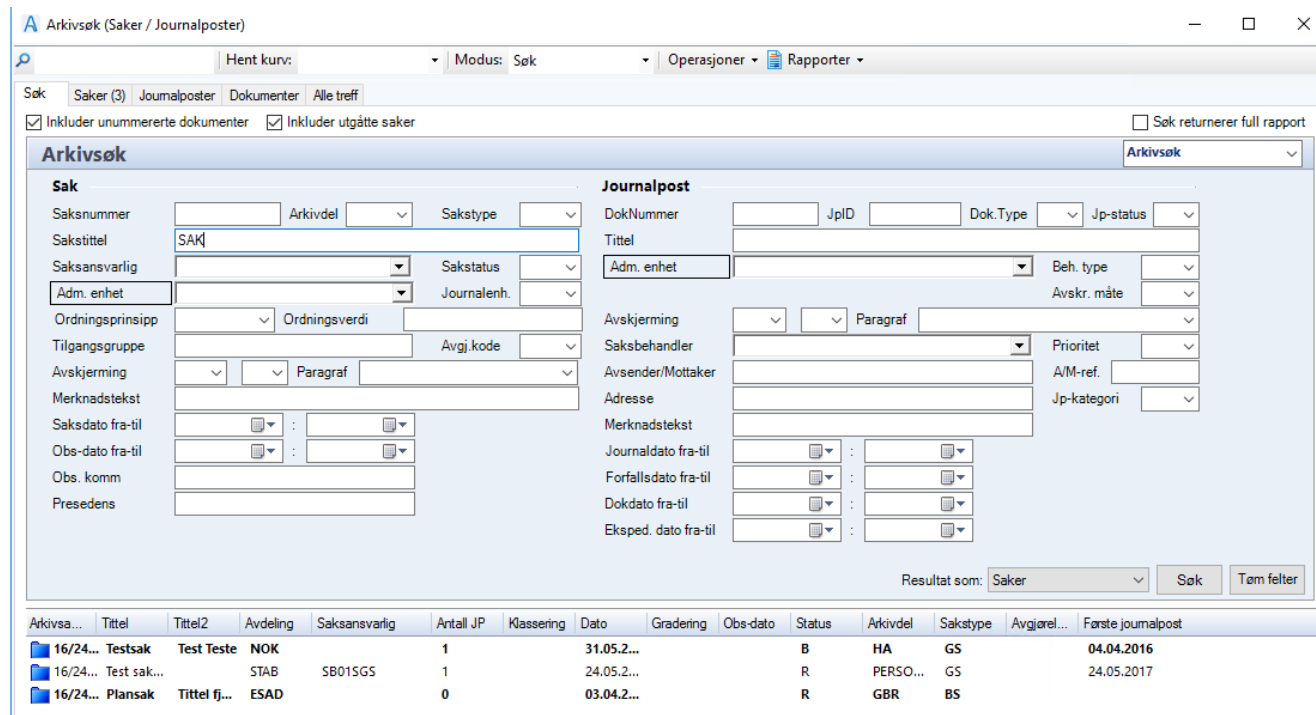 Arkivsøk (Saker / Journalposter)
Hent kurv: Modus: Søk Operasjoner Rapporter
Søk Saker (3) Journalposter Dokumenter Alle treff
Inkluder unummererte dokumenter Inkluder utgåtte saker Søk returnerer full rapport
Arkivsøk Arkivsøk
Sak Journalpost
Saksnummer Arkivdel Sakstype DokNummer JpID Dok.Type Jp-status
Sakstittel SAK Tittel
Saksansvarlig Sakstatus Adm. enhet Beh. type
Adm. enhet Journalenh. Avskr. måte
Ordningsprinsipp Ordningsverdi Avskjerming Paragraf
Tilgangsgruppe Avgj.kode Saksbehandler Prioritet
Avskjerming Paragraf Avsender/Mottaker A/M-ref.
Merknadstekst Adresse Jp-kategori
Saksdato fra-til : Merknadstekst
Obs-dato fra-til : Journaldato fra-til :
Obs. komm Forfallsdato fra-til :
Presedens Dokdato fra-til :
Eksped. dato fra-til :
Resultat som: Saker Søk Tøm felter
Arkivsa... Tittel Tittel2 Avdeling Saksansvarlig Antall JP Klassering Dato Gradering Obs-dato Status Arkivdel Sakstype Avgjørel... Første journalpost
16/24... Testsak Test Teste NOK 1 31.05.2... B HA GS 04.04.2016
16/24... Test sak... STAB SB01SGS 1 24.05.2... R PERSO... GS 24.05.2017
16/24... Plansak Tittel fj... ESAD 0 03.04.2... R GBR BS